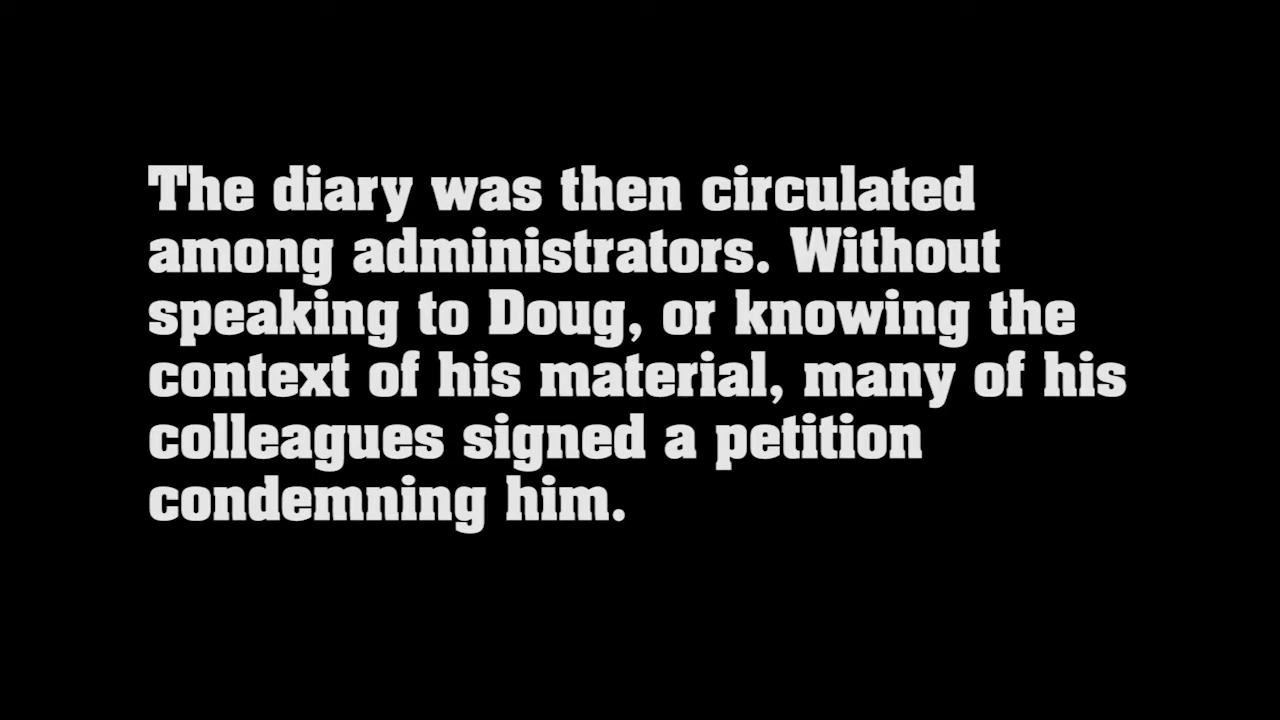 The diary was then circulated
among administrators. Without
speaking to Doug, or knowing the
context of his material, many of his
colleagues signed a petition
condemning him.